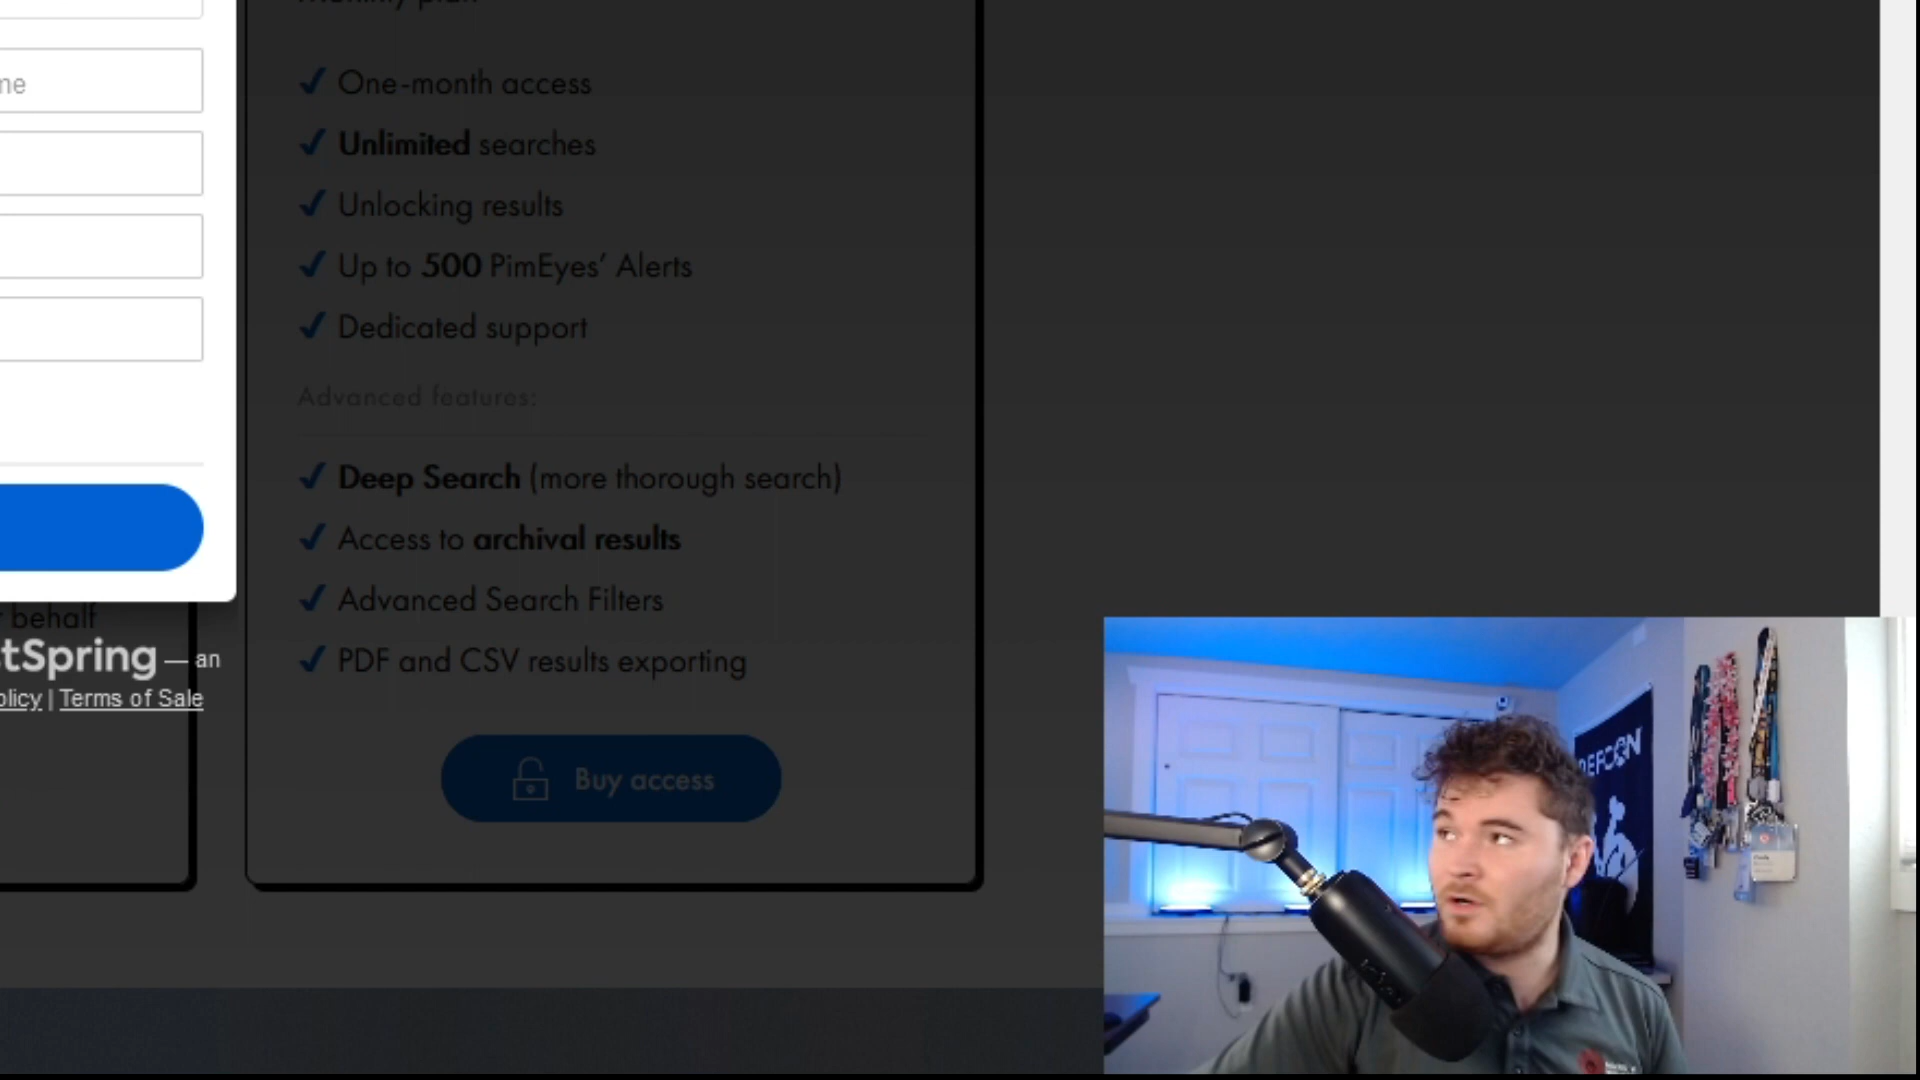 Monthly plan
ne
One-month access
Unlimited searches
Unlocking results
Up to 500 PimEyes’ Alerts
Dedicated support
Advanced features:
Deep Search (more thorough search)
Access to archival results
Advanced Search Filters
PDF and CSV results exporting
Buy access
behalf
tSpring — an
olicy | Terms of Sale
DEFCON